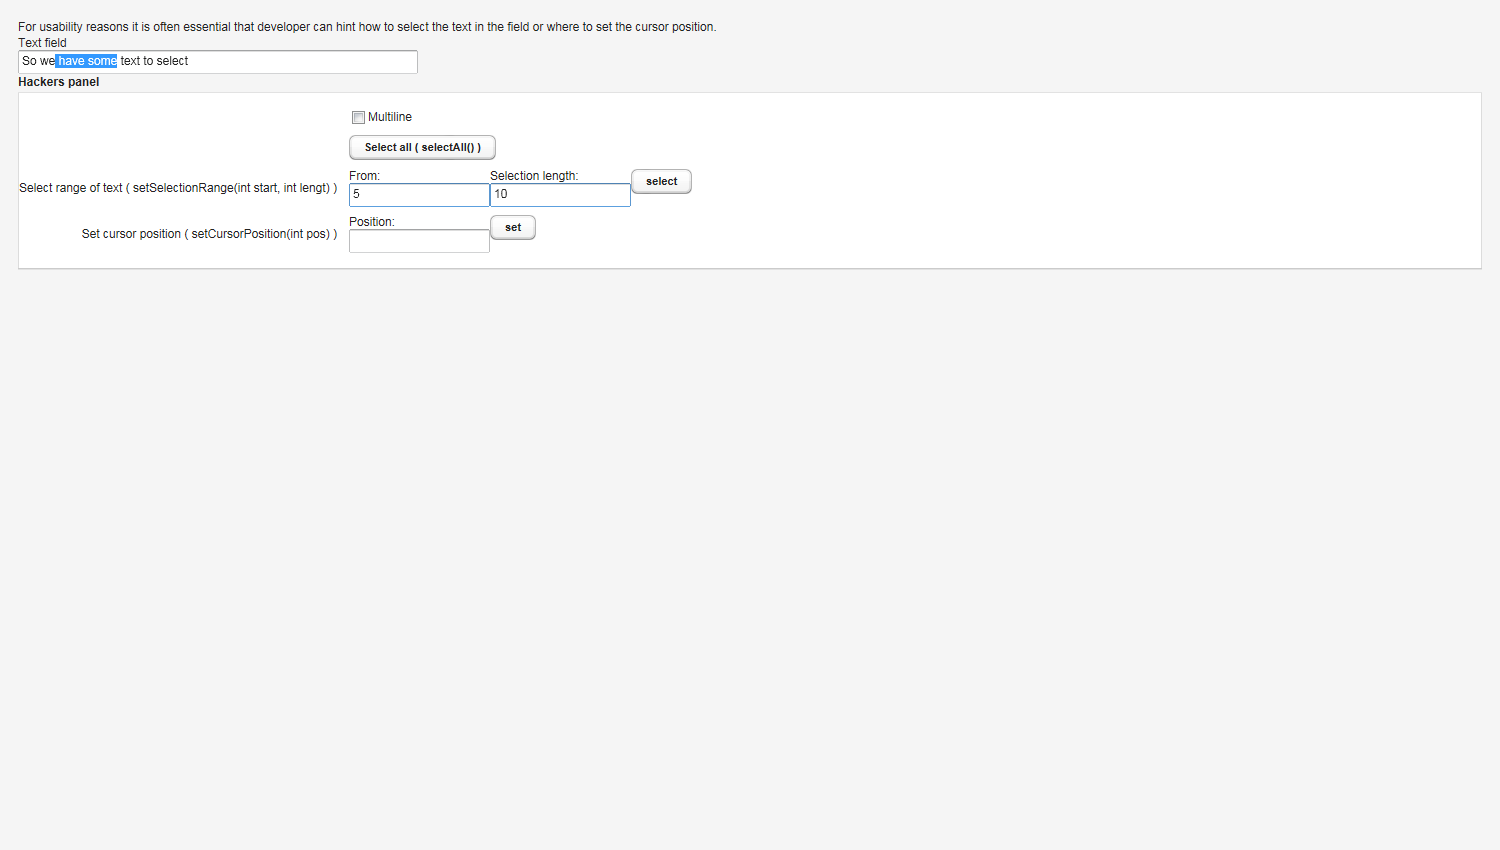 For usability reasons it is often essential that developer can hint how to select the text in the field or where to set the cursor position.
Text field
So we have some text to select
Hackers panel
Multiline
Select all ( selectAll() )
Select range of text ( setSelectionRange(int start, int lengt) )
From:
Selection length:
5
10
select
Set cursor position ( setCursorPosition(int pos) )
Position:
set